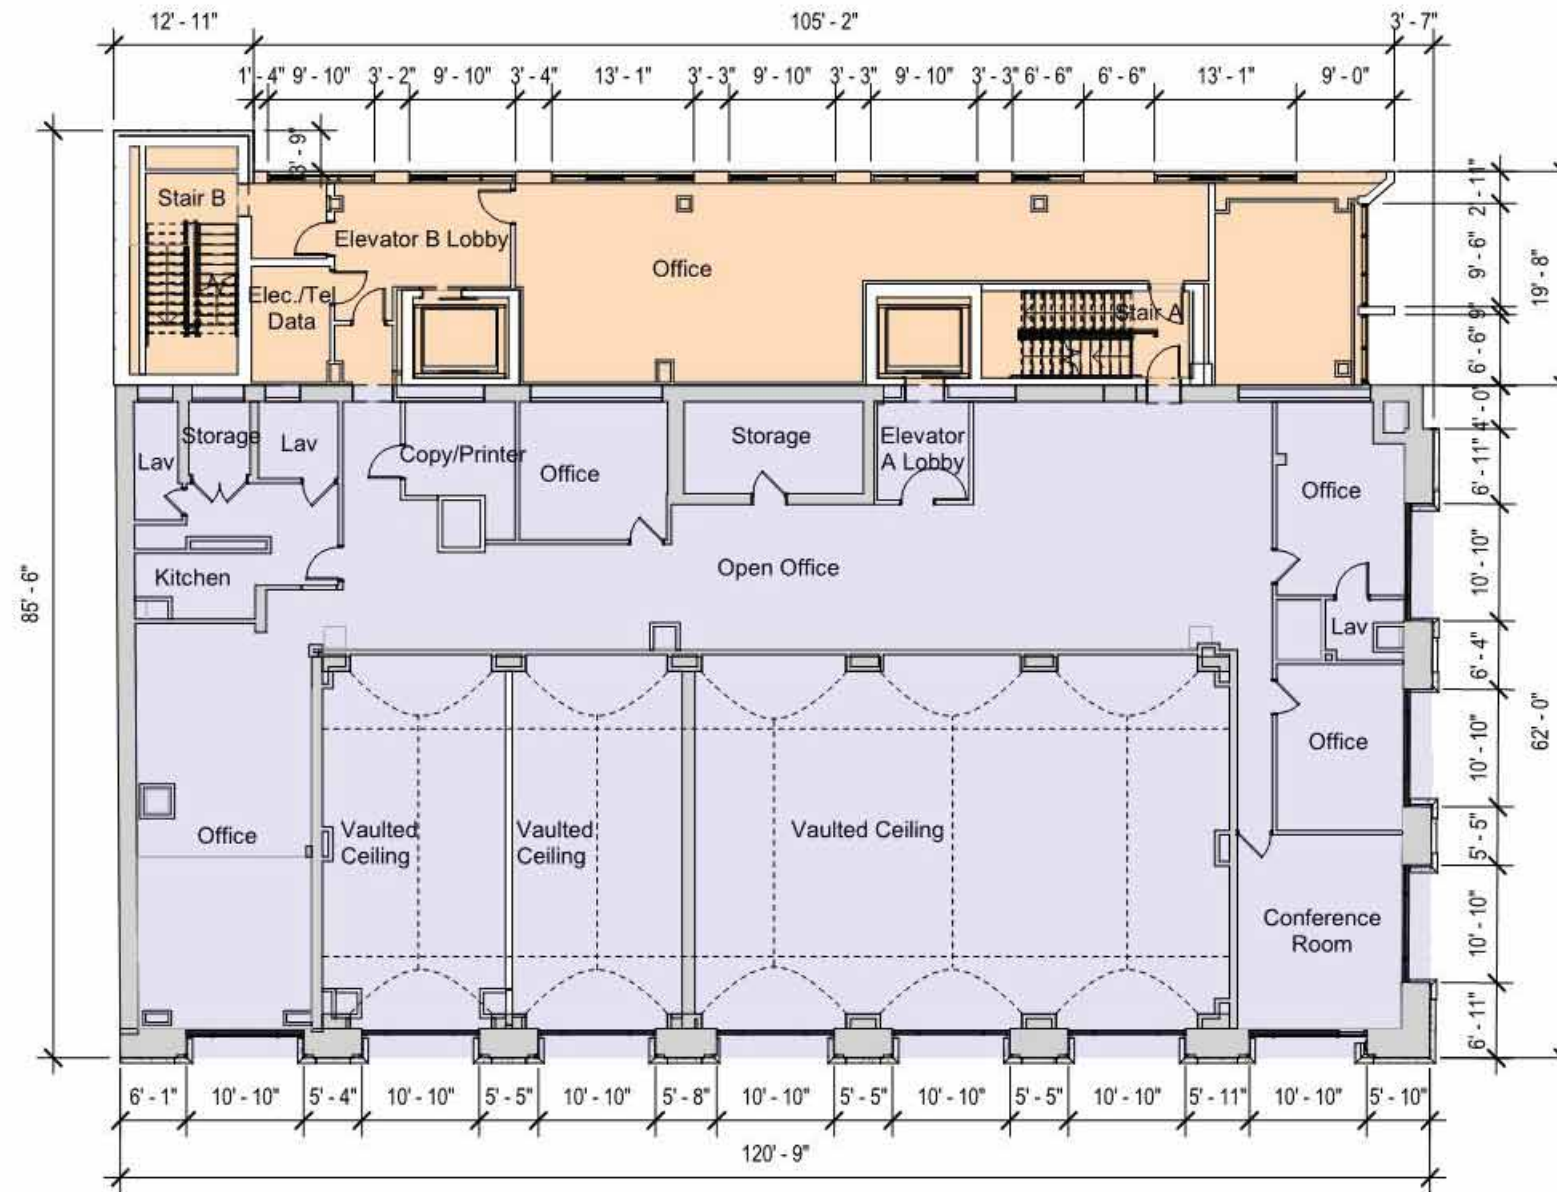 12' - 11"
105' - 2"
3' - 7"
1' - 4"
9' - 10"
3' - 2"
9' - 10"
3' - 4"
13' - 1"
3' - 3"
9' - 10"
3' - 3"
9' - 10"
3' - 3"
6' - 6"
6' - 6"
13' - 1"
9' - 0"
3' - 9"
2' - 11"
9' - 6"
9"
6' - 6"
19' - 8"
Stair B
Elevator B Lobby
Office
Elec./Tel
Data
Stair A
Lav
Storage
Lav
Copy/Printer
Office
Storage
Elevator
A Lobby
Office
4' - 0"
6' - 11"
10' - 10"
6' - 4"
10' - 10"
5' - 5"
10' - 10"
6' - 11"
62' - 0"
85' - 6"
Kitchen
Open Office
Lav
Office
Office
Vaulted
Ceiling
Vaulted
Ceiling
Vaulted Ceiling
Conference
Room
6' - 1"
10' - 10"
5' - 4"
10' - 10"
5' - 5"
10' - 10"
5' - 8"
10' - 10"
5' - 5"
10' - 10"
5' - 5"
10' - 10"
5' - 11"
10' - 10"
5' - 10"
120' - 9"